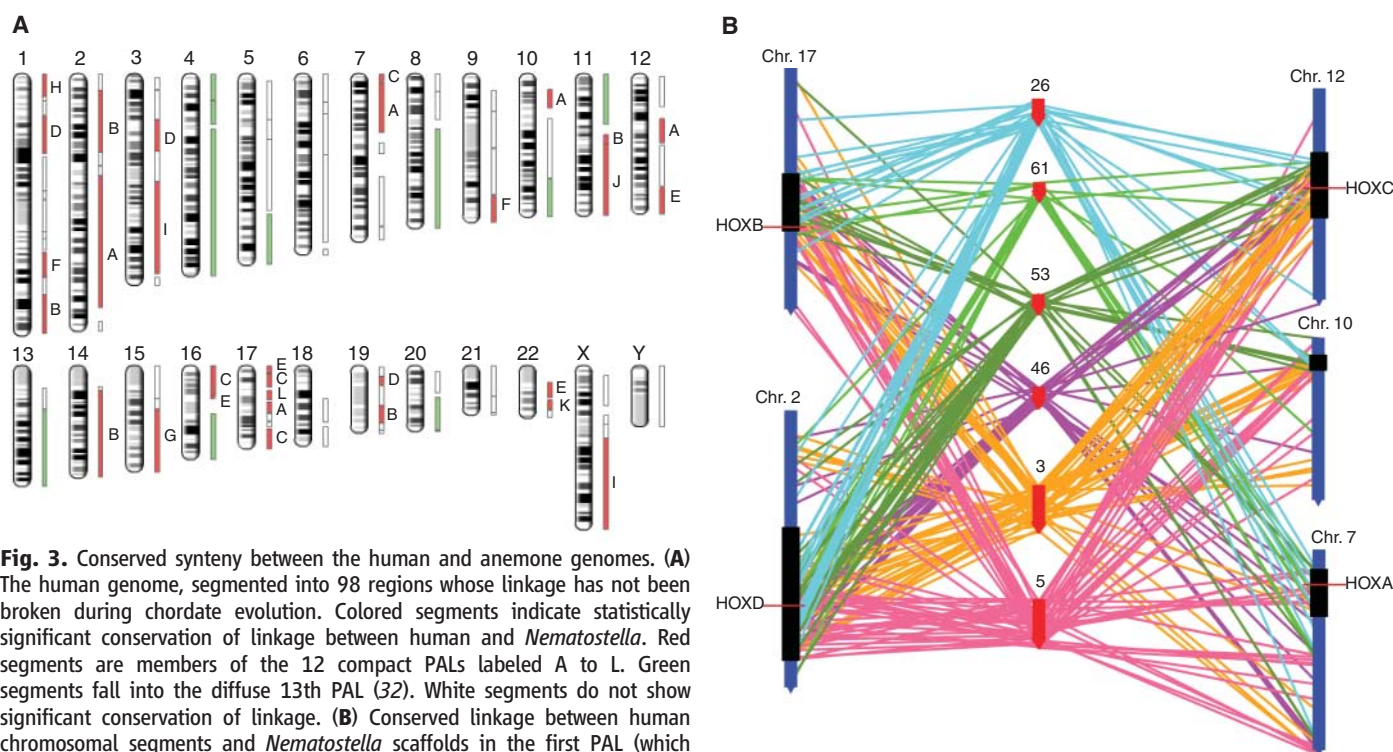 A
1 2 3 4 5 6 7 8 9 10 11 12
H
D
F
B
B
A
D
I
C
A
F
A
B
J
A
E
13 14 15 16 17 18 19 20 21 22 X Y
B
G
C
E
E
C
L
A
C
D
B
E
K
I
B
Chr. 17
26
Chr. 12
61
HOXC
HOXB
53
Chr. 10
46
Chr. 2
3
Chr. 7
5
HOXA
HOXD
Fig. 3. Conserved synteny between the human and anemone genomes. (A)
The human genome, segmented into 98 regions whose linkage has not been
broken during chordate evolution. Colored segments indicate statistically
significant conservation of linkage between human and Nematostella. Red
segments are members of the 12 compact PALs labeled A to L. Green
segments fall into the diffuse 13th PAL (32). White segments do not show
significant conservation of linkage. (B) Conserved linkage between human
chromosomal segments and Nematostella scaffolds in the first PAL (which